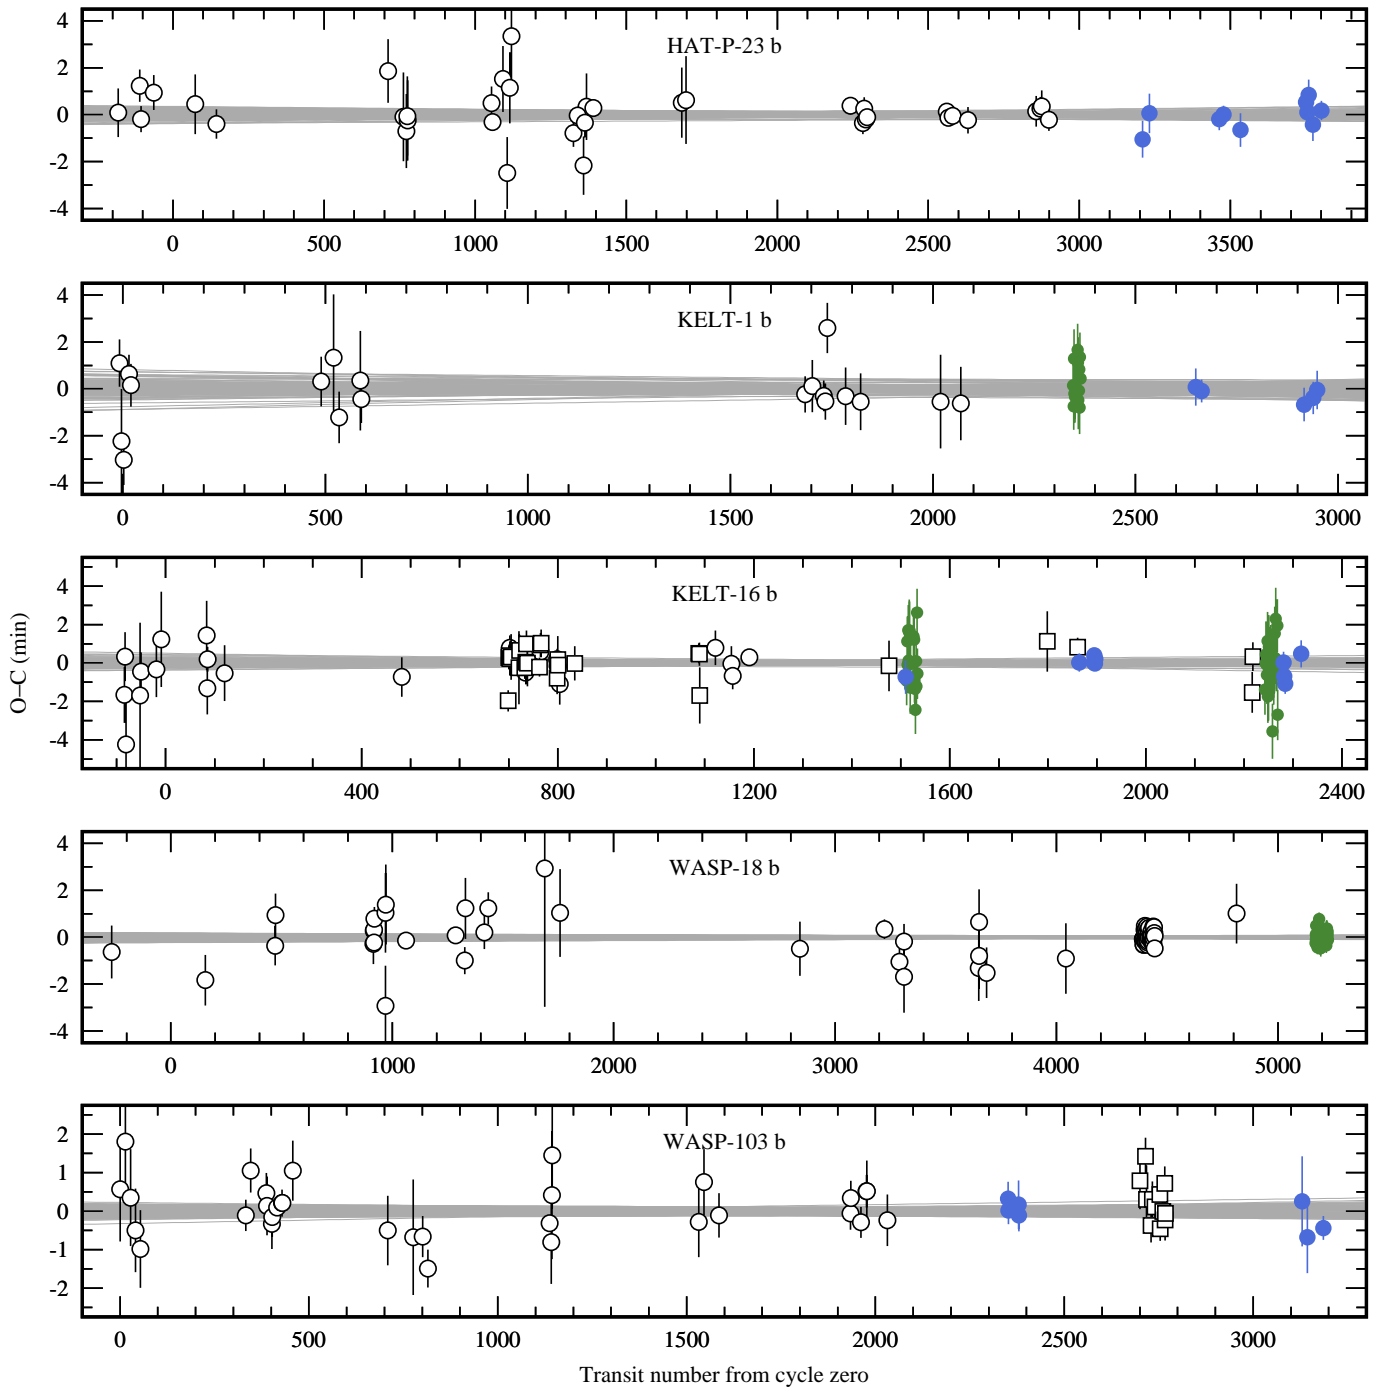 HAT-P-23 b
4
2
0
-2
-4
0 500 1000 1500 2000 2500 3000 3500
KELT-1 b
4
2
0
-2
-4
0 500 1000 1500 2000 2500 3000
KELT-16 b
4
2
0
-2
-4
0 400 800 1200 1600 2000 2400
O−C (min)
WASP-18 b
4
2
0
-2
-4
0 1000 2000 3000 4000 5000
WASP-103 b
2
1
0
-1
-2
0 500 1000 1500 2000 2500 3000
Transit number from cycle zero